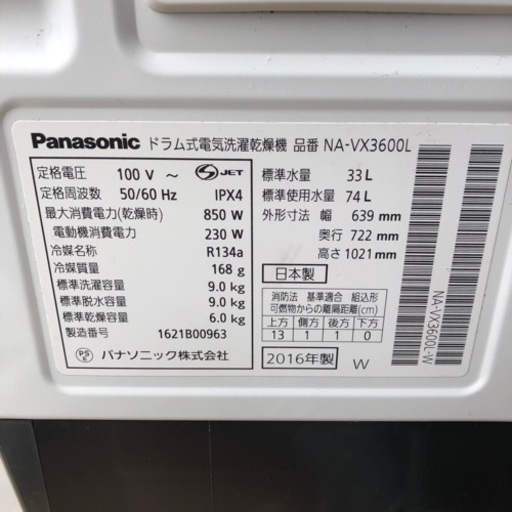 Panasonic ドラム式電気洗濯乾燥機 品番 NA-VX3600L
定格電圧 100 V ~ S JET
定格周波数 50/60 Hz IPX4
最大消費電力(乾燥時) 850 W
電動機消費電力 230 W
冷媒名称 R134a
冷媒質量 168 g
標準洗濯容量 9.0 kg
標準脱水容量 9.0 kg
標準乾燥容量 6.0 kg
製造番号 1621B00963
PSE パナソニック株式会社
標準水量 33 L
標準使用水量 74 L
外形寸法 幅 639 mm
奥行 722 mm
高さ 1021 mm
日本製
消防法 基準適合 組込形
可燃物からの離隔距離(cm)
上方 側方 後方 下方
13 1 1 0
2016年製 W
NA-VX3600L-W